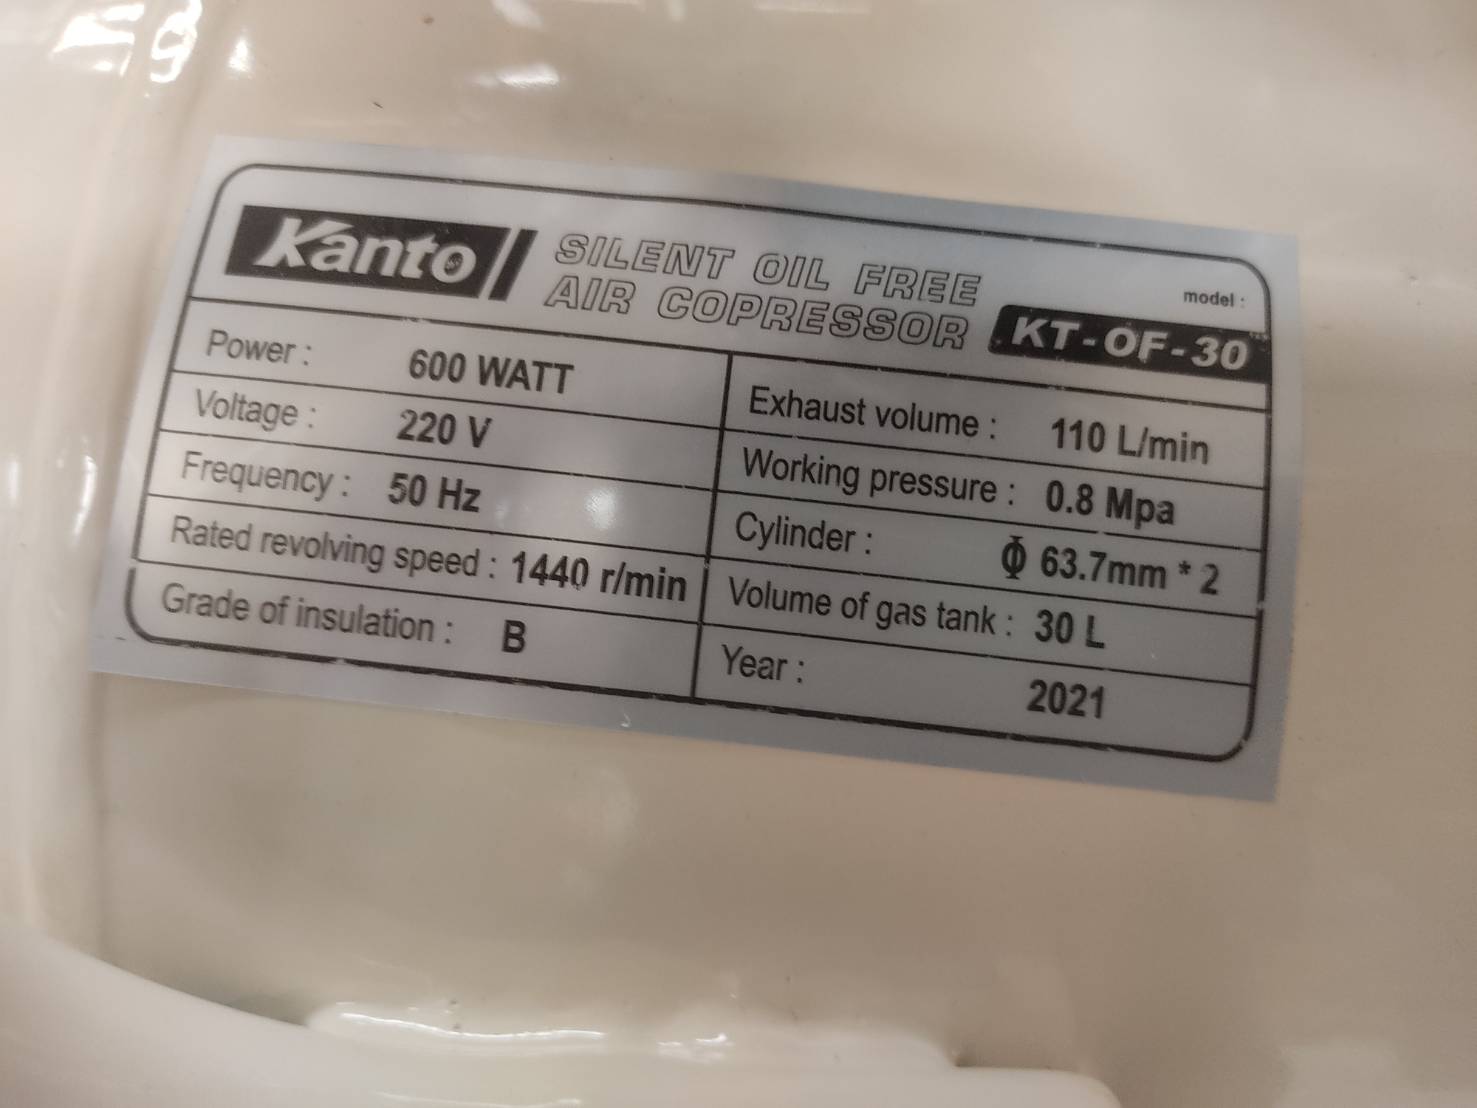 Kanto
SILENT OIL FREE
AIR COPRESSOR
model :
KT-OF-30
Power : 600 WATT
Voltage : 220 V
Frequency : 50 Hz
Rated revolving speed : 1440 r/min
Grade of insulation : B
Exhaust volume : 110 L/min
Working pressure : 0.8 Mpa
Cylinder : Φ 63.7mm * 2
Volume of gas tank : 30 L
Year : 2021